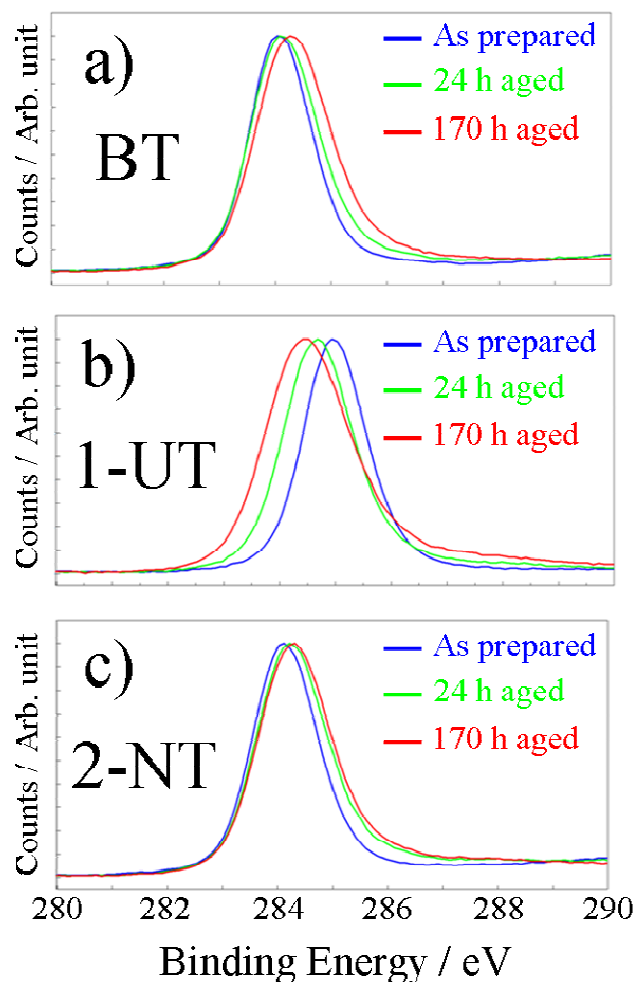 a)
BT
As prepared
24 h aged
170 h aged
Counts / Arb. unit
b)
1-UT
As prepared
24 h aged
170 h aged
Counts / Arb. unit
c)
2-NT
As prepared
24 h aged
170 h aged
Counts / Arb. unit
280 282 284 286 288 290
Binding Energy / eV